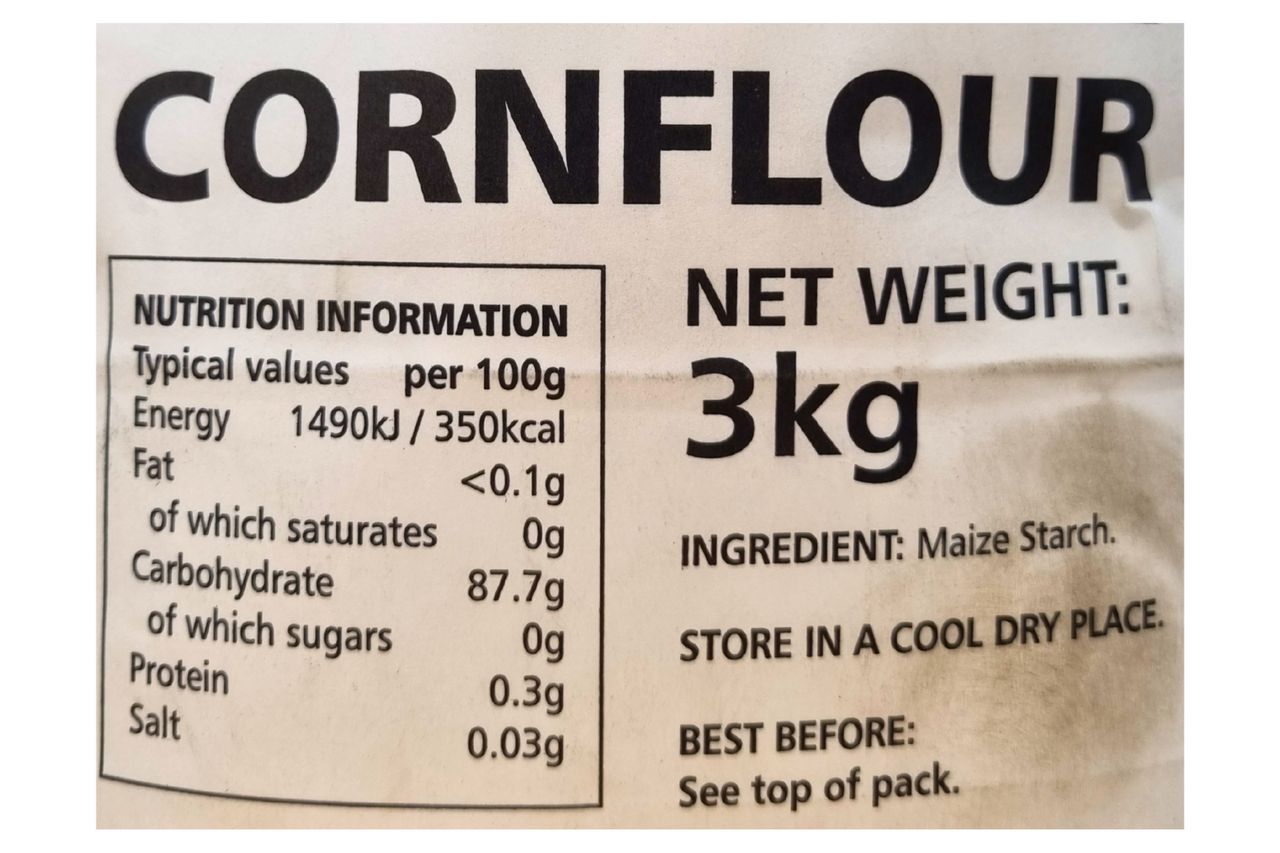 CORNFLOUR
NUTRITION INFORMATION
Typical values per 100g
Energy 1490kJ / 350kcal
Fat <0.1g
of which saturates 0g
Carbohydrate 87.7g
of which sugars 0g
Protein 0.3g
Salt 0.03g
NET WEIGHT:
3kg
INGREDIENT: Maize Starch.
STORE IN A COOL DRY PLACE.
BEST BEFORE:
See top of pack.